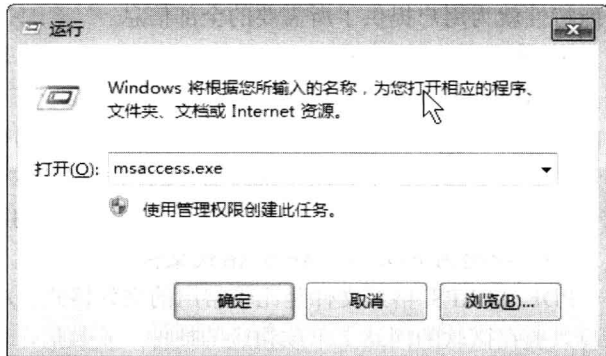 运行
Windows 将根据您所输入的名称，为您打开相应的程序、
文件夹、文档或 Internet 资源。
打开(O): msaccess.exe
使用管理权限创建此任务。
确定 取消 浏览(B)...